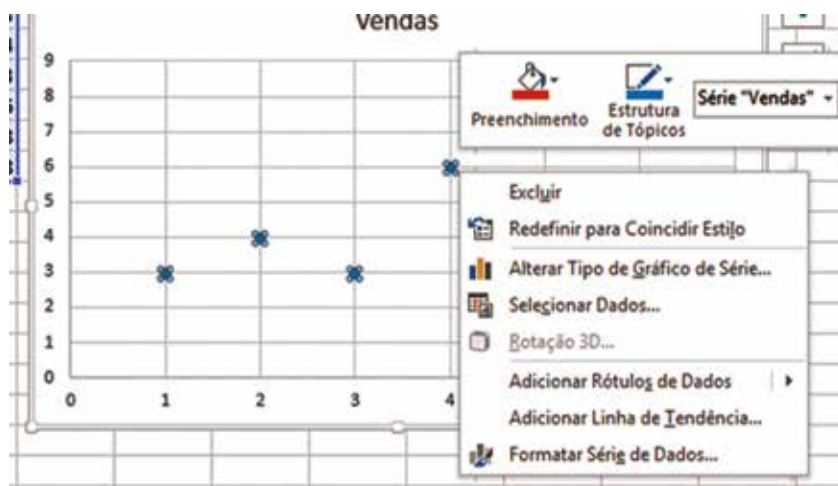 Vendas
9
8
7
6
5
4
3
2
1
0
0 1 2 3 4
Preenchimento
Estrutura
de Tópicos
Série "Vendas"
Excluir
Redefinir para Coincidir Estilo
Alterar Tipo de Gráfico de Série...
Selecionar Dados...
Rotação 3D...
Adicionar Rótulos de Dados
Adicionar Linha de Tendência...
Formatar Série de Dados...